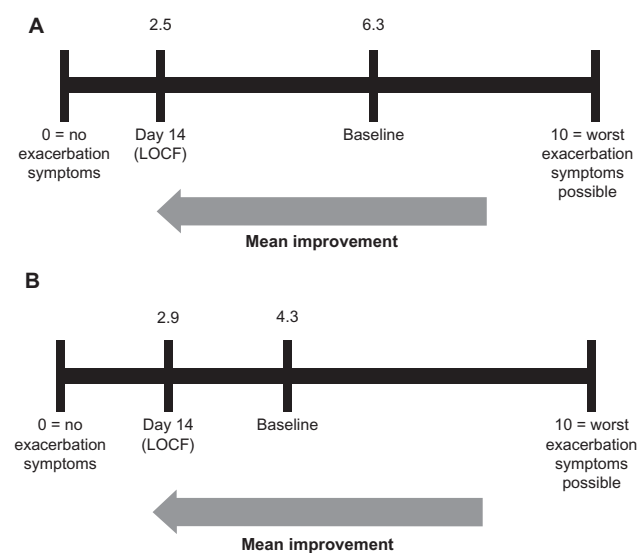 A
2.5 6.3
0 = no Day 14 Baseline 10 = worst
exacerbation (LOCF) exacerbation
symptoms symptoms
possible
Mean improvement
B
2.9 4.3
0 = no Day 14 Baseline 10 = worst
exacerbation (LOCF) exacerbation
symptoms symptoms
possible
Mean improvement